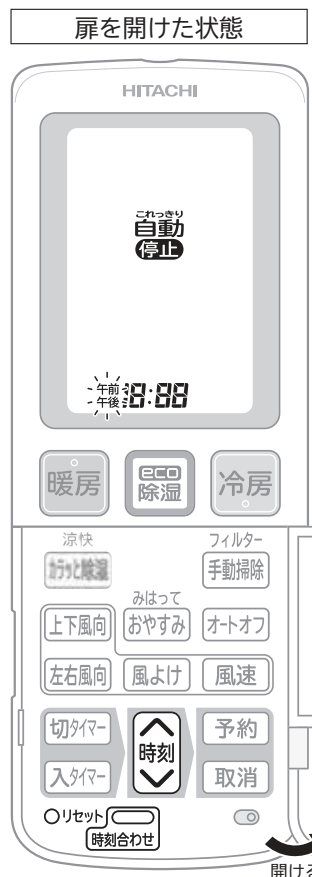 扉を開けた状態
HITACHI
これっきり
自動
停止
午前
午後 18:88
暖房
eco
除湿
冷房
涼快
カラッと除湿
フィルター
手動掃除
上下風向
みはって
おやすみ
オートオフ
左右風向
風よけ
風速
切タイマー
時刻
予約
入タイマー
取消
リセット
時刻合わせ
開ける